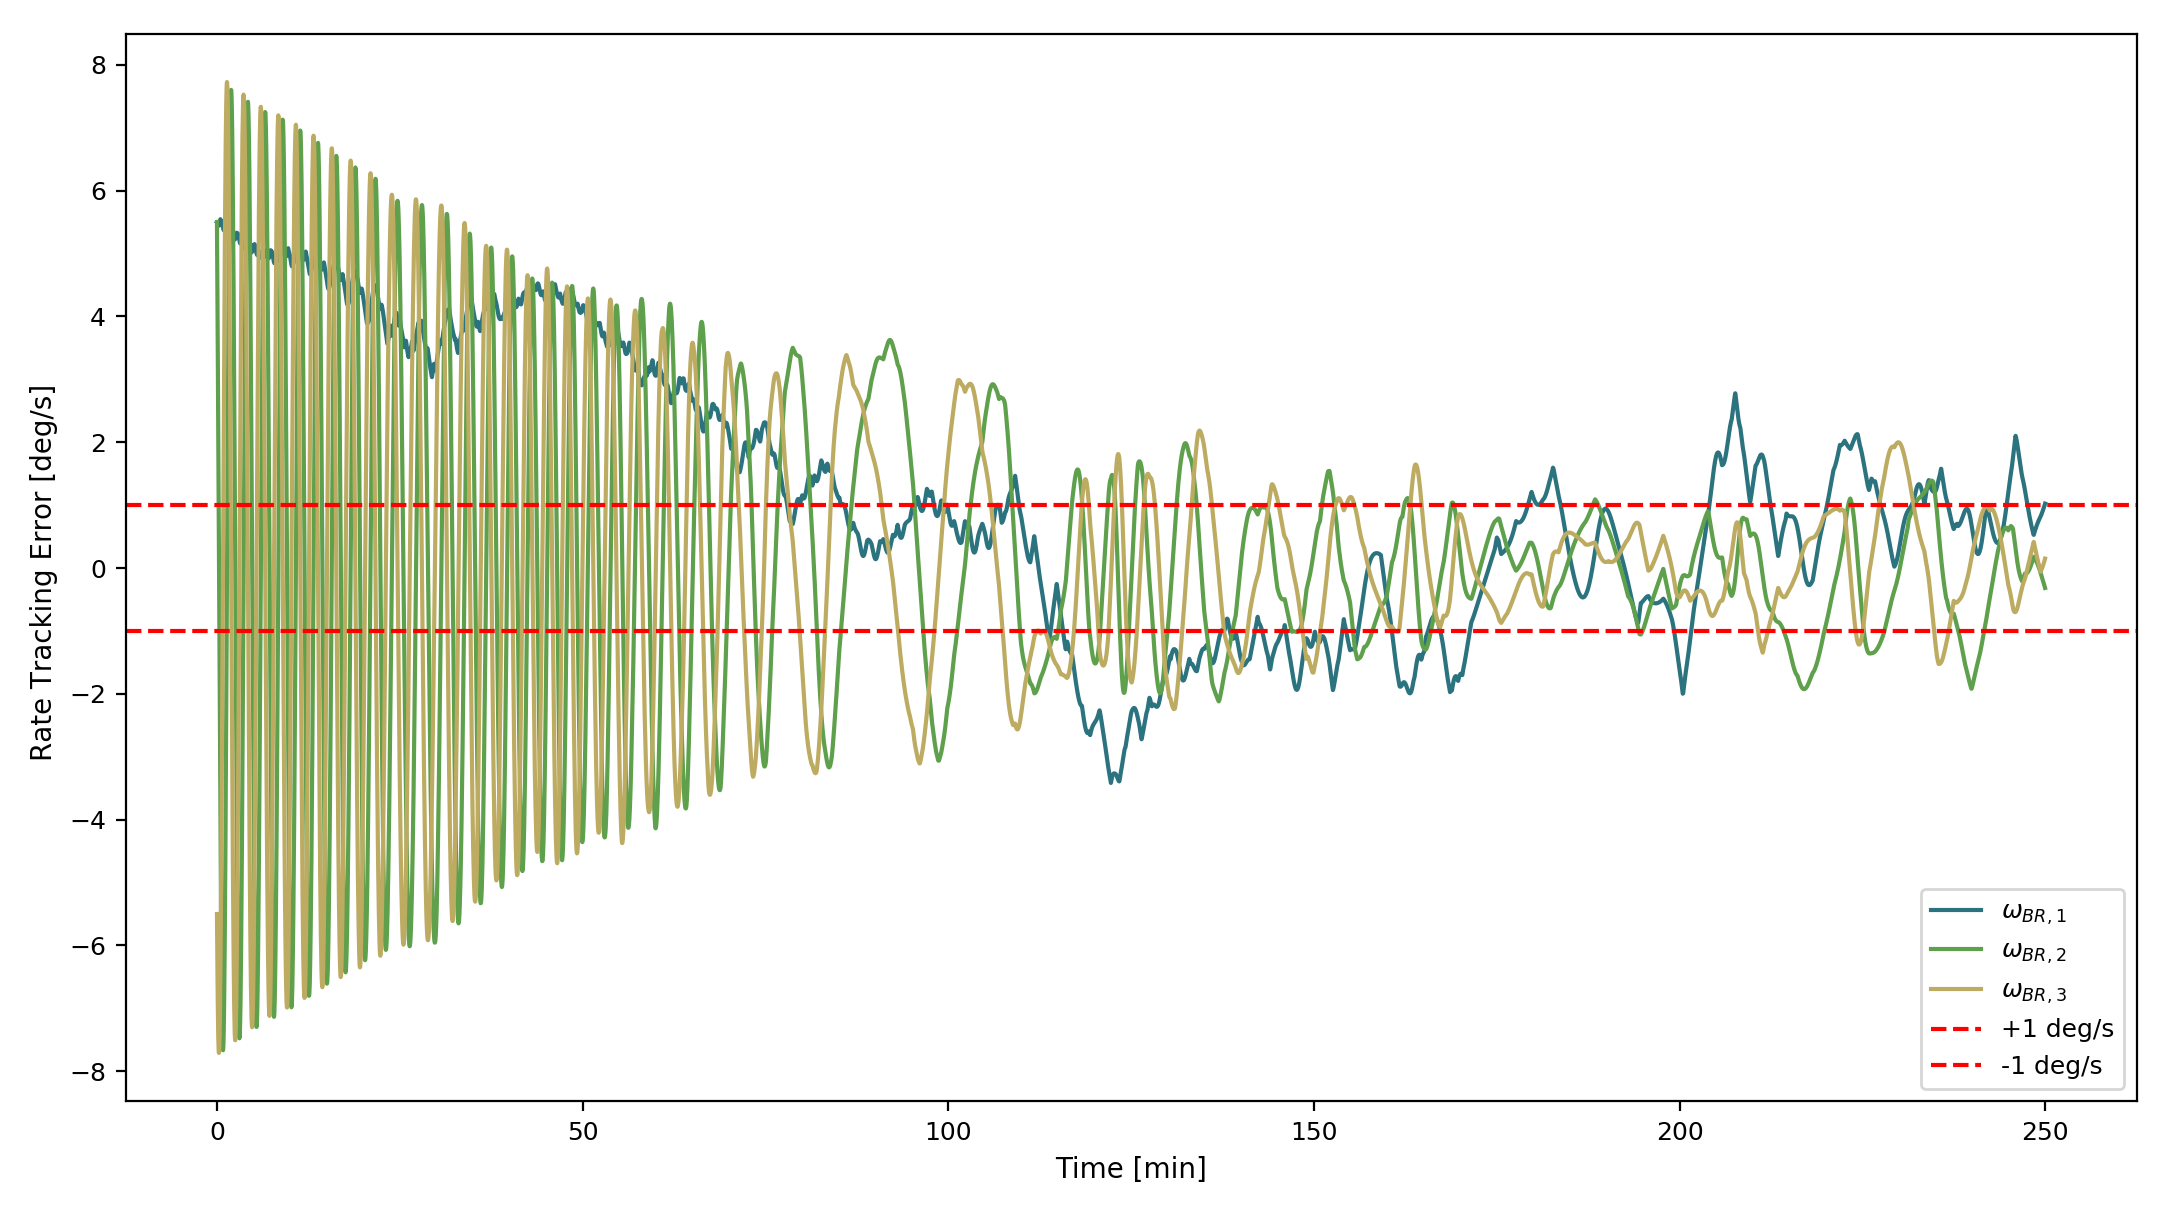 Rate Tracking Error [deg/s]
8
6
4
2
0
−2
−4
−6
−8
0 50 100 150 200 250
Time [min]
ω_{BR, 1}
ω_{BR, 2}
ω_{BR, 3}
+1 deg/s
-1 deg/s